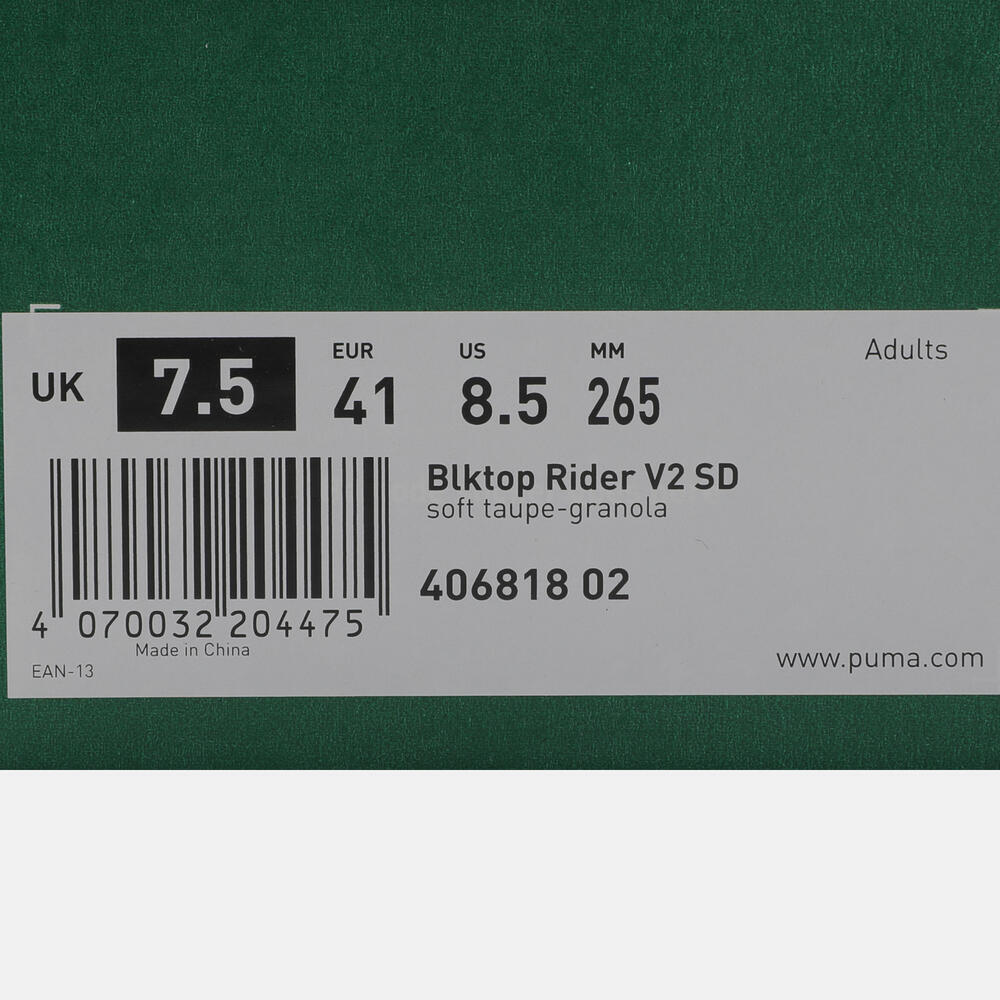 UK 7.5
EUR 41
US 8.5
MM 265
Adults
Blktop Rider V2 SD
soft taupe-granola
406818 02
4 070032 204475
Made in China
EAN-13
www.puma.com